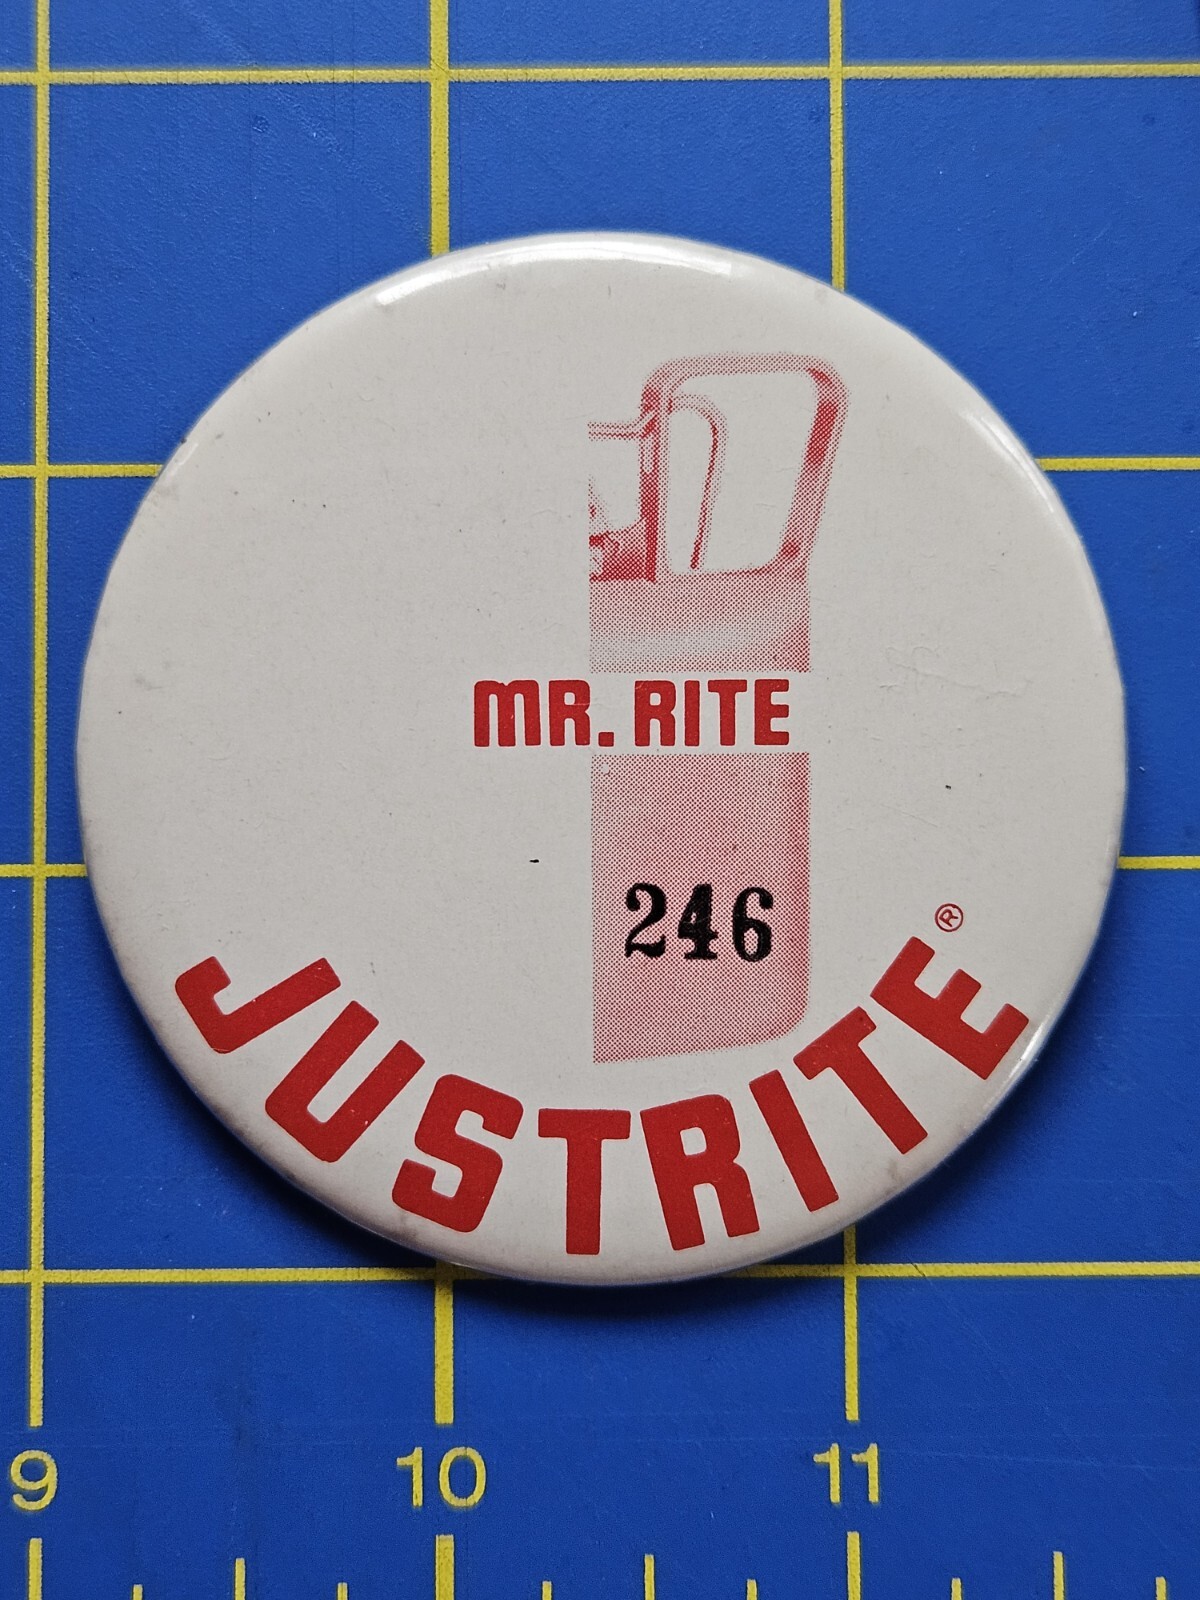 MR. RITE
246
JUSTRITE®
9 10 11